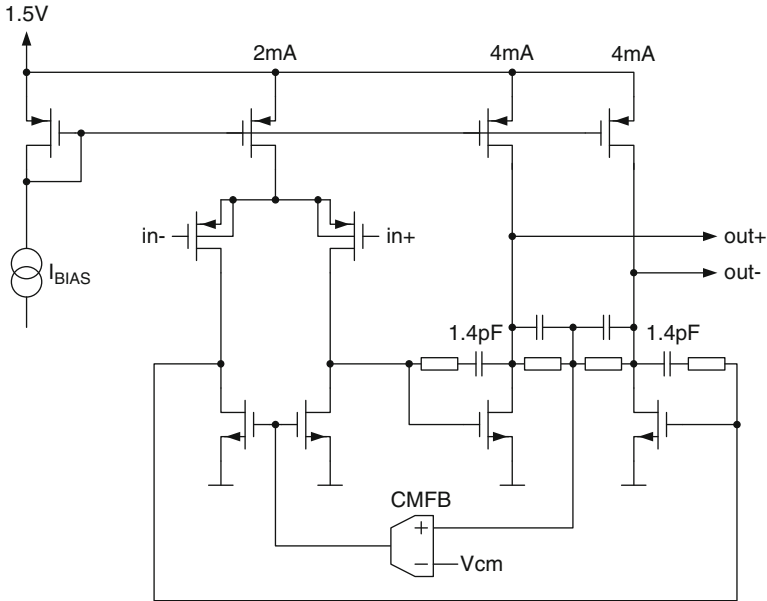 1.5V
2mA
4mA
4mA
in-
in+
out+
out-
IBIAS
1.4pF
1.4pF
CMFB
+
−
Vcm